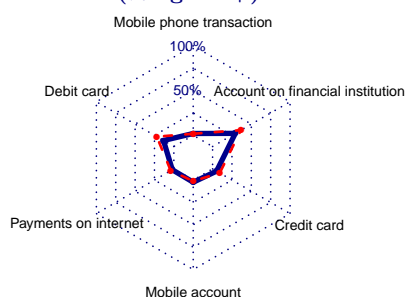 Mobile phone transaction
100%
50%
Debit card
Account on financial institution
Payments on internet
Credit card
Mobile account